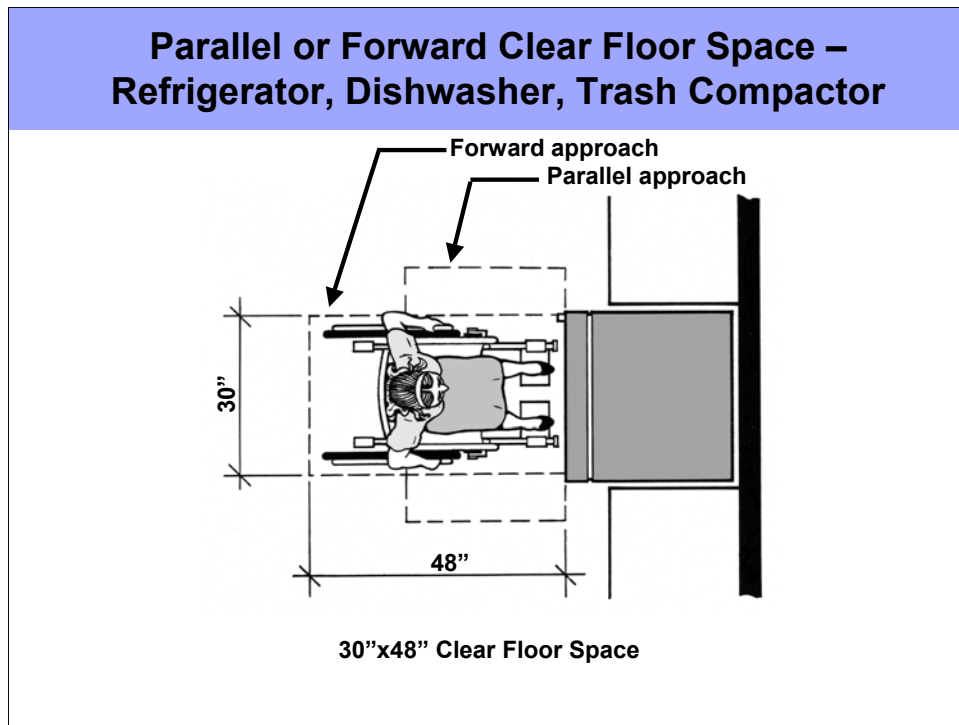 Parallel or Forward Clear Floor Space –
Refrigerator, Dishwasher, Trash Compactor
Forward approach
Parallel approach
30”
48”
30”x48” Clear Floor Space